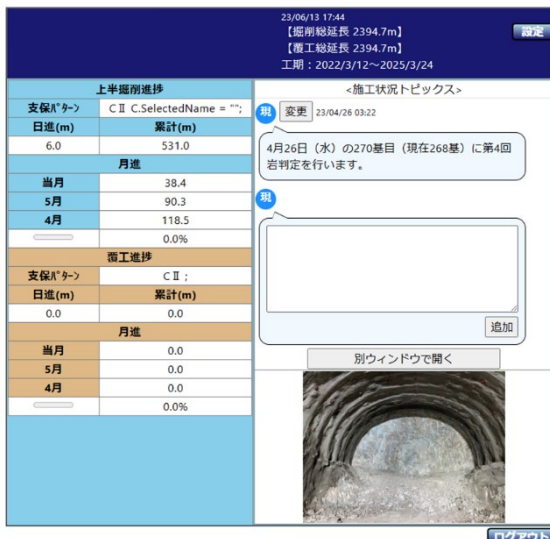 23/06/13 17:44
【掘削総延長 2394.7m】
【覆工総延長 2394.7m】
工期：2022/3/12～2025/3/24
設定
上半掘削進捗
支保ﾊﾟﾀｰﾝ CⅡ C.SelectedName = "";
日進(m) 累計(m)
6.0 531.0
月進
当月 38.4
5月 90.3
4月 118.5
0.0%
覆工進捗
支保ﾊﾟﾀｰﾝ CⅡ ;
日進(m) 累計(m)
0.0 0.0
月進
当月 0.0
5月 0.0
4月 0.0
0.0%
<施工状況トピックス>
現 変更 23/04/26 03:22
4月26日（水）の270基目（現在268基）に第4回
岩判定を行います。
現
追加
別ウィンドウで開く
ログアウト